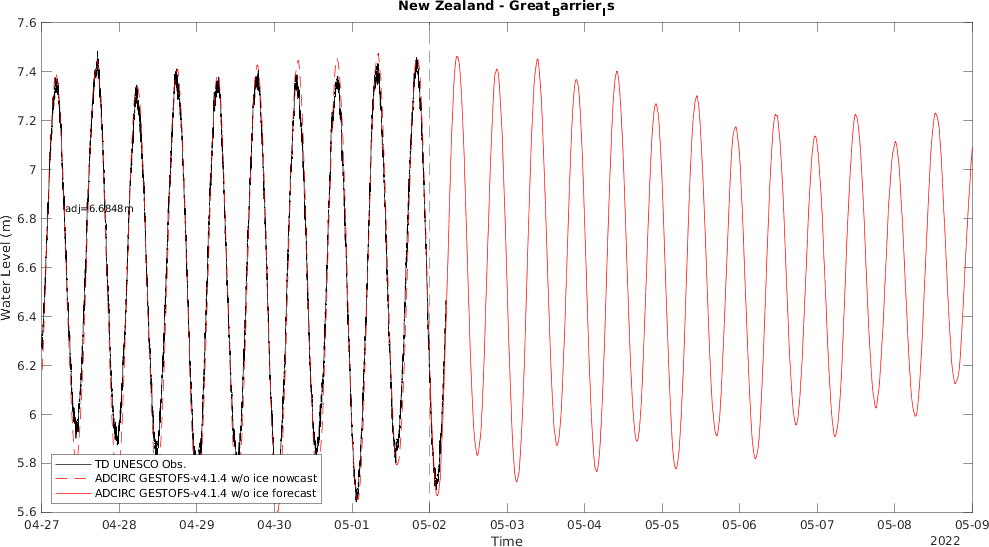 New Zealand - Great_Barrier_Is
7.6
7.4
7.2
7
6.8
6.6
6.4
6.2
6
5.8
5.6
Water Level (m)
adj=6.6848m
TD UNESCO Obs.
ADCIRC GESTOFS-v4.1.4 w/o ice nowcast
ADCIRC GESTOFS-v4.1.4 w/o ice forecast
04-27 04-28 04-29 04-30 05-01 05-02 05-03 05-04 05-05 05-06 05-07 05-08 05-09
Time
2022